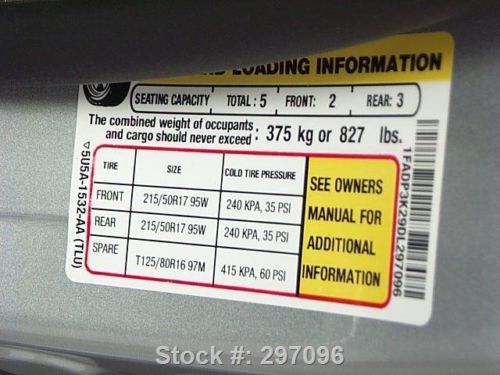 LOADING INFORMATION
SEATING CAPACITY TOTAL : 5 FRONT: 2 REAR: 3
The combined weight of occupants
and cargo should never exceed : 375 kg or 827 lbs.
TIRE SIZE COLD TIRE PRESSURE
FRONT 215/50R17 95W 240 KPA, 35 PSI
REAR 215/50R17 95W 240 KPA, 35 PSI
SPARE T125/80R16 97M 415 KPA, 60 PSI
SEE OWNERS
MANUAL FOR
ADDITIONAL
INFORMATION
5U5A-1532-AA (TLU)
1FADP3K29DL297096
Stock #: 297096